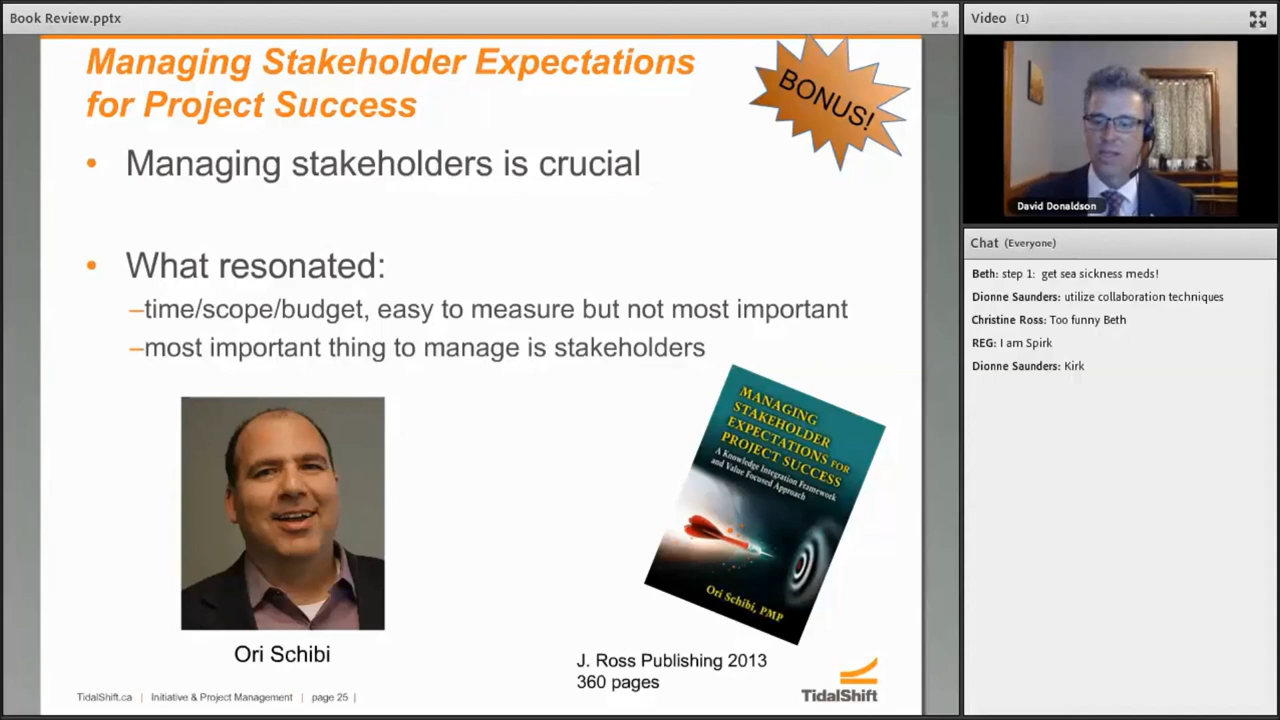 Book Review.pptx
Managing Stakeholder Expectations
for Project Success
BONUS!
• Managing stakeholders is crucial
• What resonated:
–time/scope/budget, easy to measure but not most important
–most important thing to manage is stakeholders
MANAGING
STAKEHOLDER
EXPECTATIONS FOR
PROJECT SUCCESS
A Knowledge Integration Framework
and Value Focused Approach
Ori Schibi, PMP
Ori Schibi
J. Ross Publishing 2013
360 pages
TidalShift
TidalShift.ca | Initiative & Project Management | page 25 |
Video (1)
David Donaldson
Chat (Everyone)
Beth: step 1: get sea sickness meds!
Dionne Saunders: utilize collaboration techniques
Christine Ross: Too funny Beth
REG: I am Spirk
Dionne Saunders: Kirk